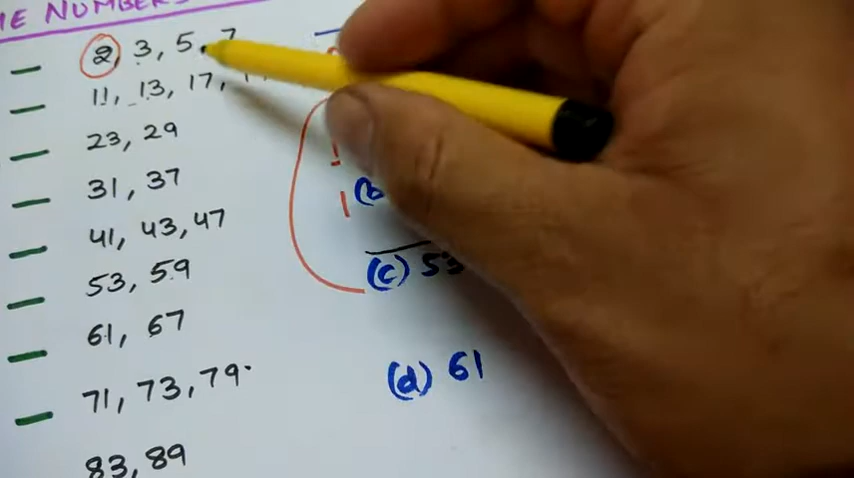 NUMBERS
2, 3, 5, 7
11, 13, 17,
23, 29
31, 37
41, 43, 47
53, 59
61, 67
71, 73, 79.
83, 89
(b
(c) 53
(d) 61